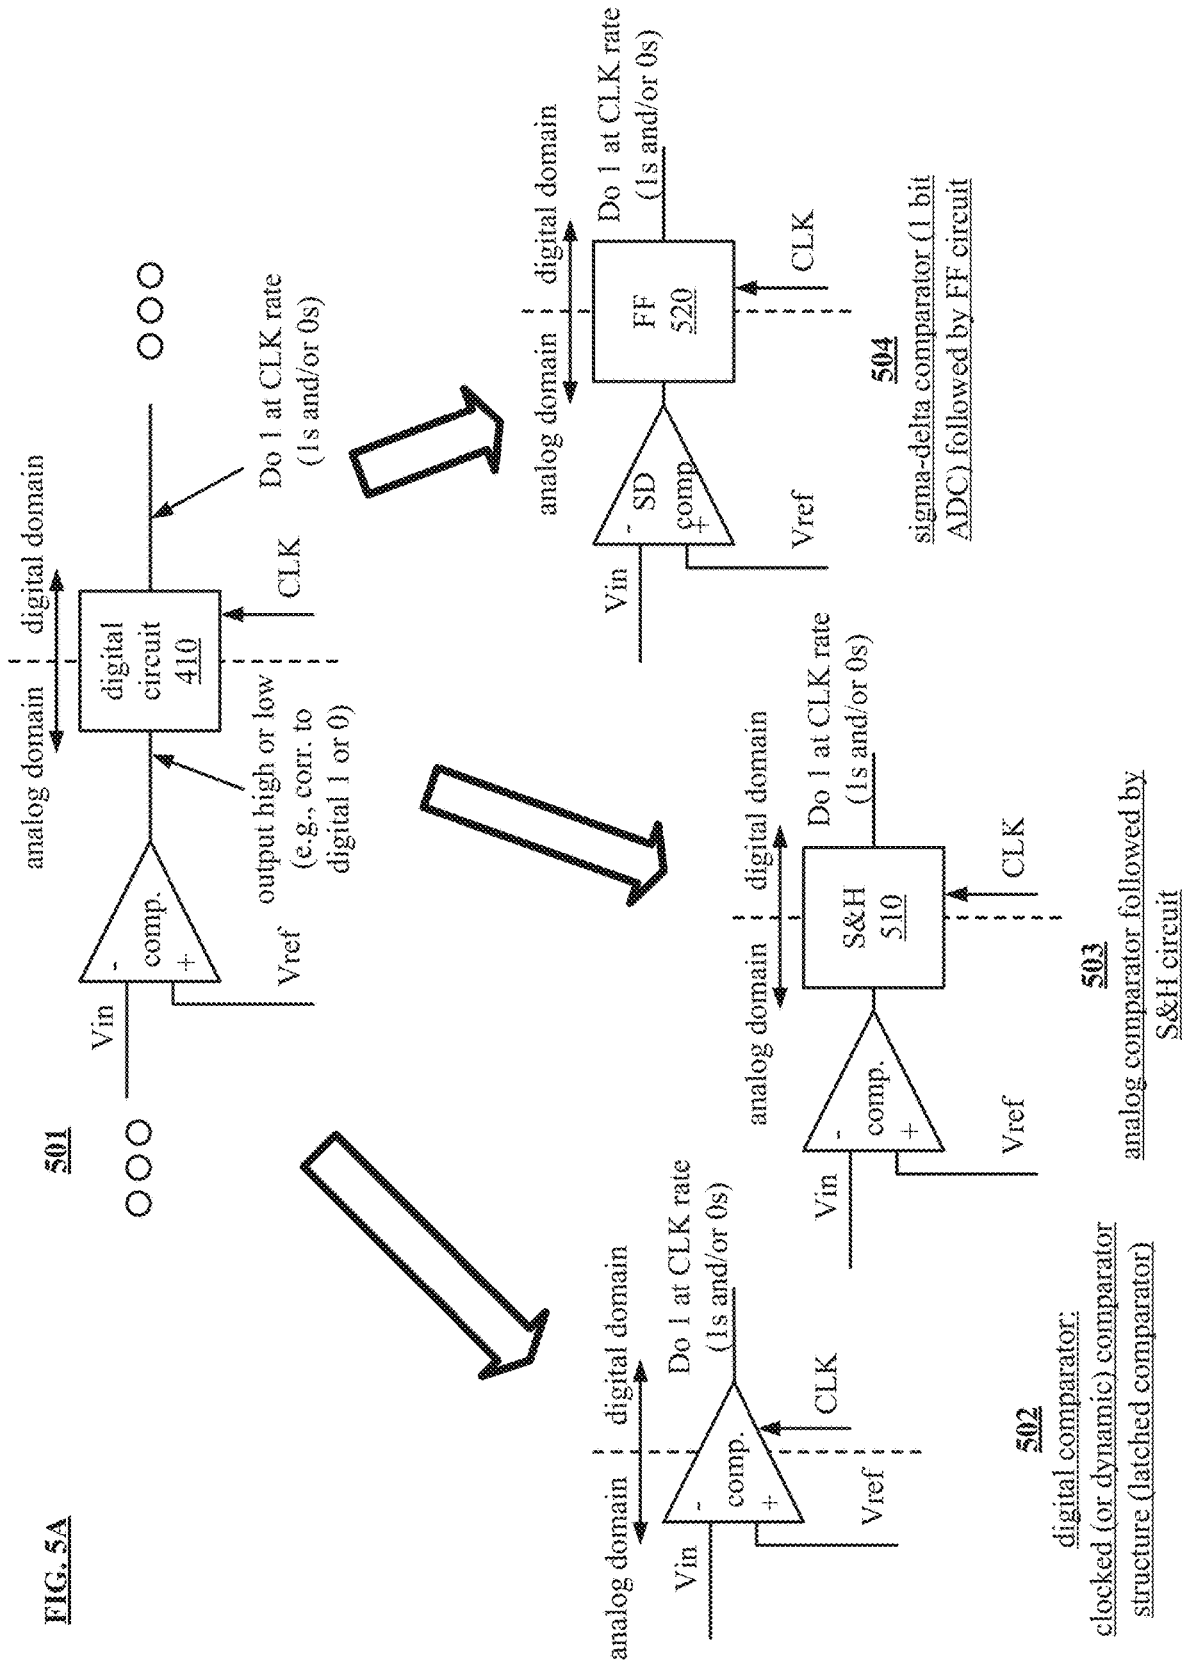 FIG. 5A
501
Vin
-
comp.
+
Vref
analog domain
digital domain
digital
circuit
410
CLK
output high or low
(e.g., corr. to
digital 1 or 0)
Do 1 at CLK rate
(1s and/or 0s)
analog domain
digital domain
Vin
-
comp.
+
Vref
CLK
Do 1 at CLK rate
(1s and/or 0s)
502
digital comparator:
clocked (or dynamic) comparator
structure (latched comparator)
analog domain
digital domain
Vin
-
comp.
+
Vref
S&H
510
CLK
Do 1 at CLK rate
(1s and/or 0s)
503
analog comparator followed by
S&H circuit
analog domain
digital domain
Vin
-
SD
comp.
+
Vref
FF
520
CLK
Do 1 at CLK rate
(1s and/or 0s)
504
sigma-delta comparator (1 bit
ADC) followed by FF circuit